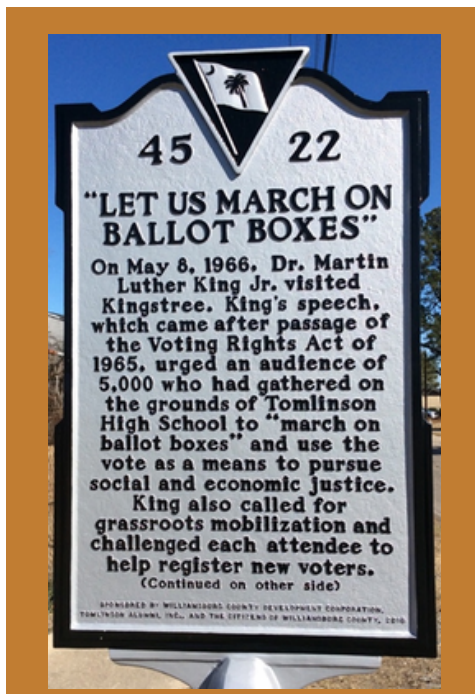 45 22
"LET US MARCH ON
BALLOT BOXES"
On May 8, 1966, Dr. Martin
Luther King Jr. visited
Kingstree. King's speech,
which came after passage of
the Voting Rights Act of
1965, urged an audience of
5,000 who had gathered on
the grounds of Tomlinson
High School to "march on
ballot boxes" and use the
vote as a means to pursue
social and economic justice.
King also called for
grassroots mobilization and
challenged each attendee to
help register new voters.
(Continued on other side)
SPONSORED BY WILLIAMSBURG COUNTY DEVELOPMENT CORPORATION,
TOMLINSON ALUMNI, INC., AND THE CITIZENS OF WILLIAMSBURG COUNTY,